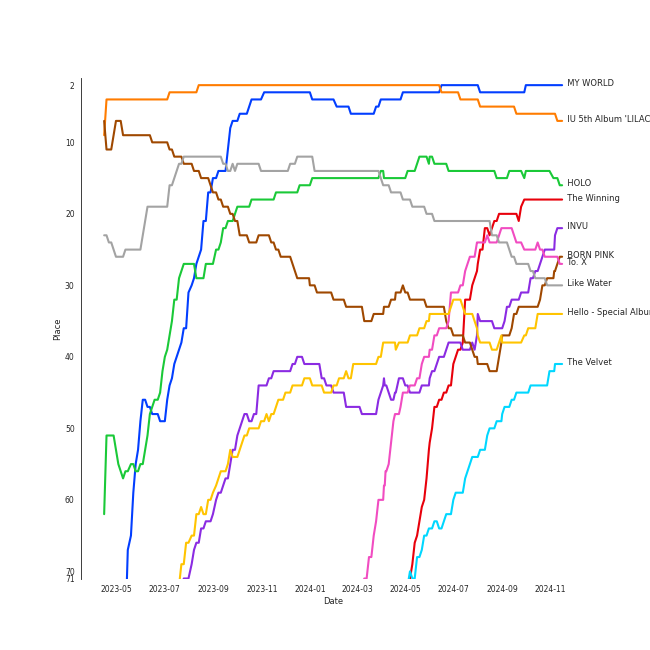 2
10
20
30
40
50
60
70
71
Place
2023-05
2023-07
2023-09
2023-11
2024-01
2024-03
2024-05
2024-07
2024-09
2024-11
Date
MY WORLD
IU 5th Album 'LILAC
HOLO
The Winning
INVU
BORN PINK
To. X
Like Water
Hello - Special Albu
The Velvet